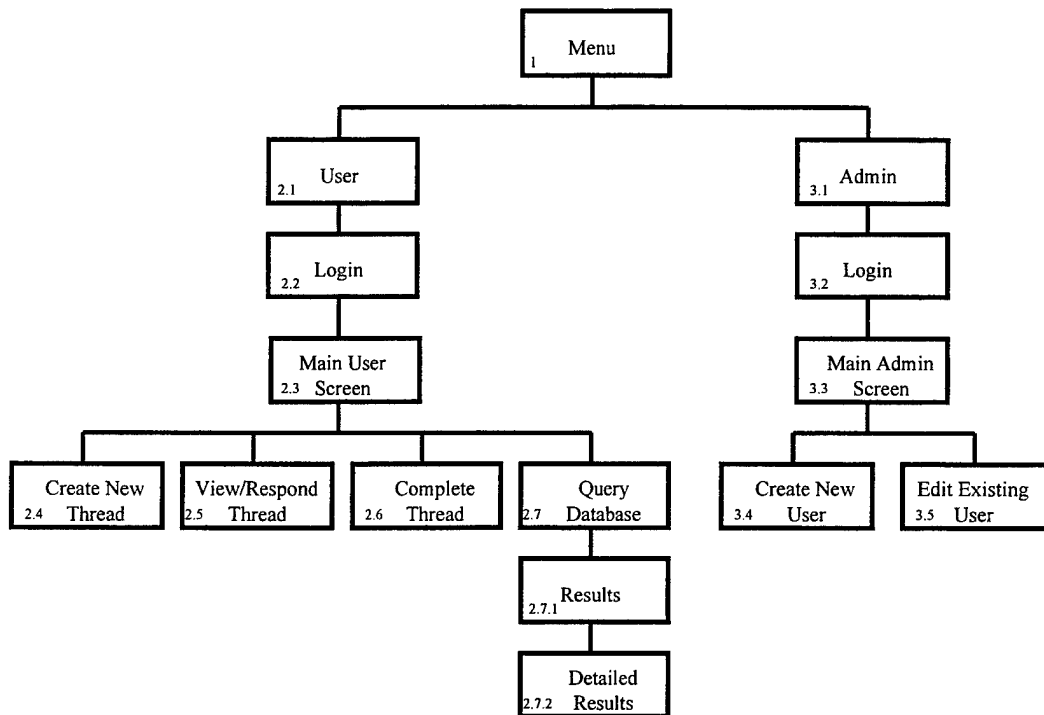 Menu
1
User
2.1
Admin
3.1
Login
2.2
Login
3.2
Main User
2.3 Screen
Main Admin
3.3 Screen
Create New
2.4 Thread
View/Respond
2.5 Thread
Complete
2.6 Thread
Query
2.7 Database
Create New
3.4 User
Edit Existing
3.5 User
Results
2.7.1
Detailed
2.7.2 Results